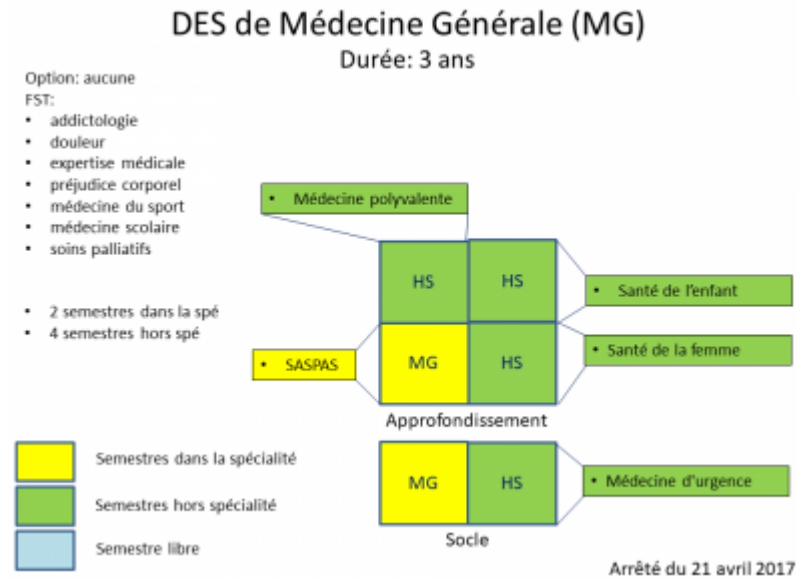 DES de Médecine Générale (MG)
Durée: 3 ans
Option: aucune
FST:
• addictologie
• douleur
• expertise médicale
• préjudice corporel
• médecine du sport
• médecine scolaire
• soins palliatifs
• 2 semestres dans la spé
• 4 semestres hors spé
• Médecine polyvalente
HS
HS
• Santé de l'enfant
• SASPAS
MG
HS
• Santé de la femme
Approfondissement
Semestres dans la spécialité
Semestres hors spécialité
Semestre libre
MG
HS
• Médecine d'urgence
Socle
Arrêté du 21 avril 2017